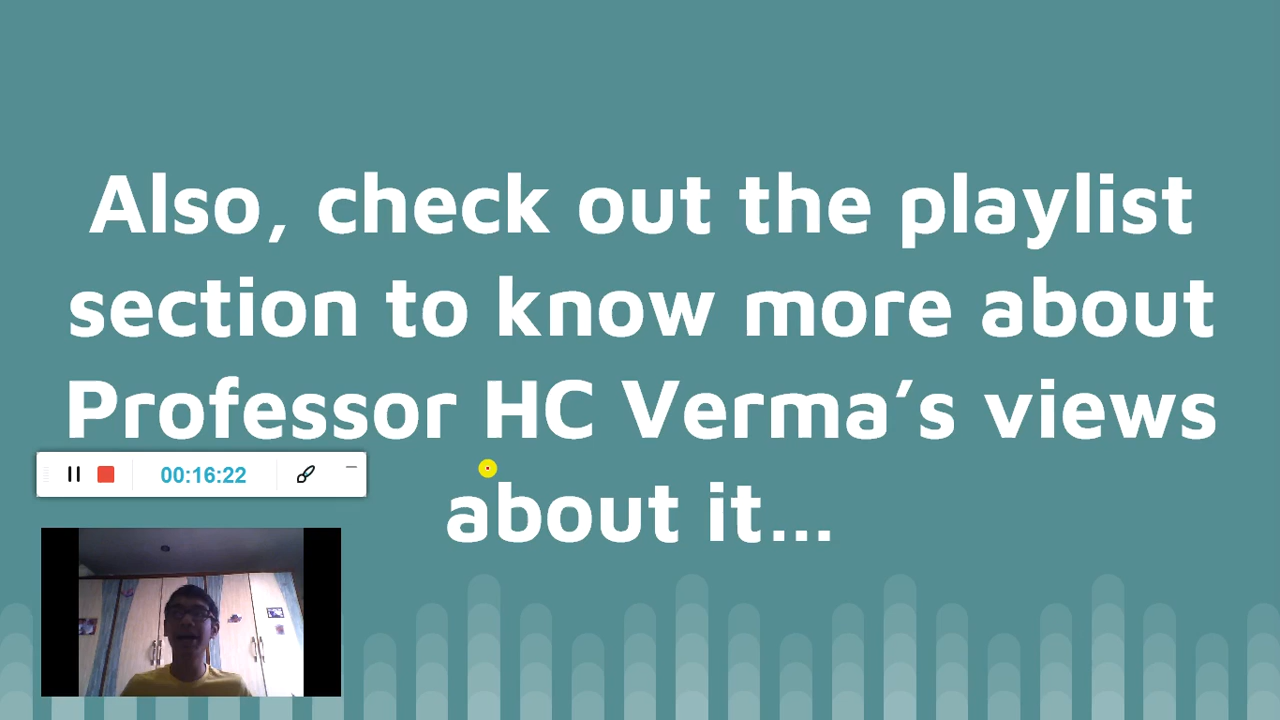 Also, check out the playlist
section to know more about
Professor HC Verma’s views
00:16:22
about it...